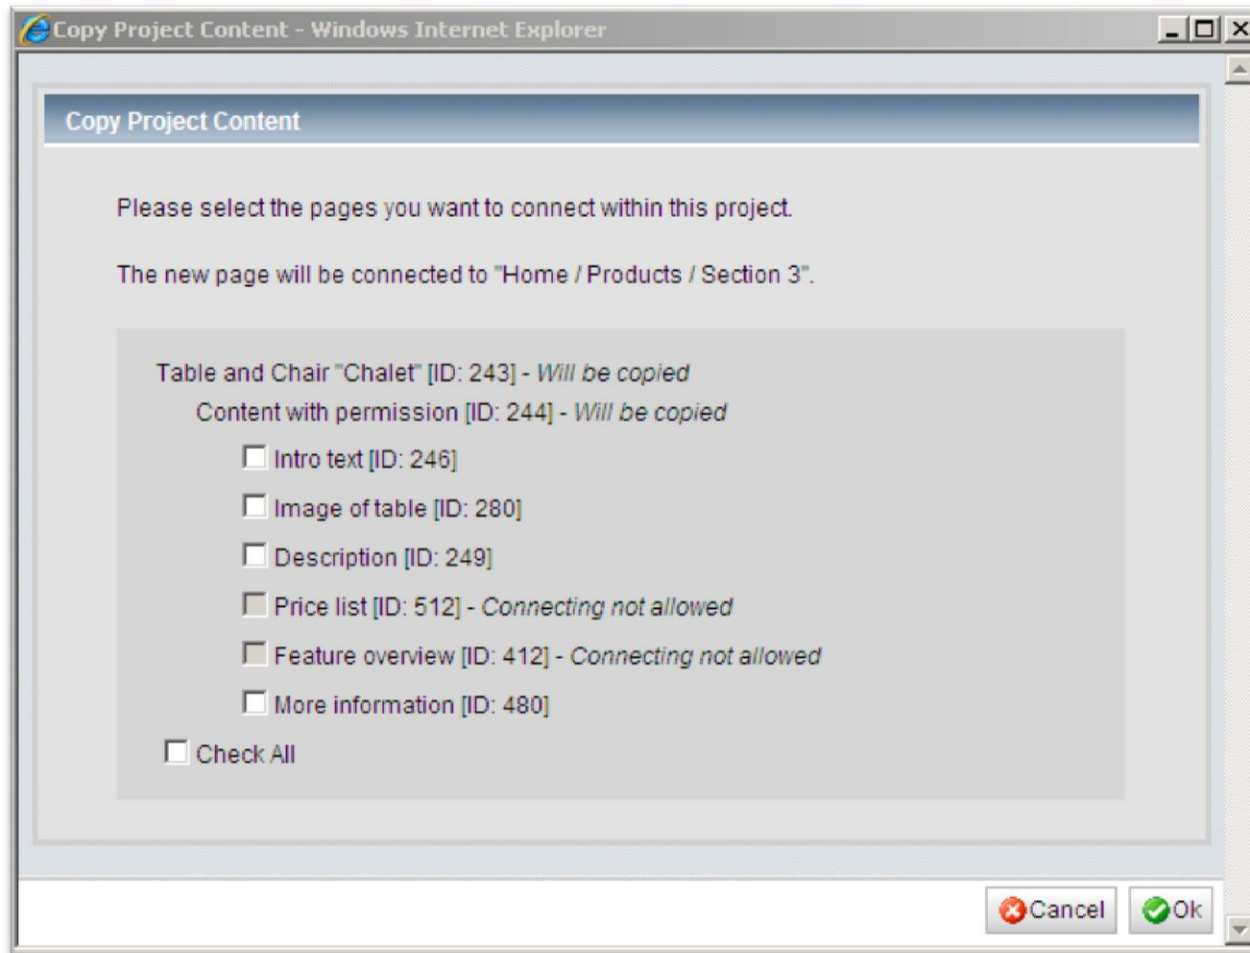 Copy Project Content - Windows Internet Explorer
Copy Project Content
Please select the pages you want to connect within this project.
The new page will be connected to "Home / Products / Section 3".
Table and Chair "Chalet" [ID: 243] - Will be copied
Content with permission [ID: 244] - Will be copied
Intro text [ID: 246]
Image of table [ID: 280]
Description [ID: 249]
Price list [ID: 512] - Connecting not allowed
Feature overview [ID: 412] - Connecting not allowed
More information [ID: 480]
Check All
Cancel Ok